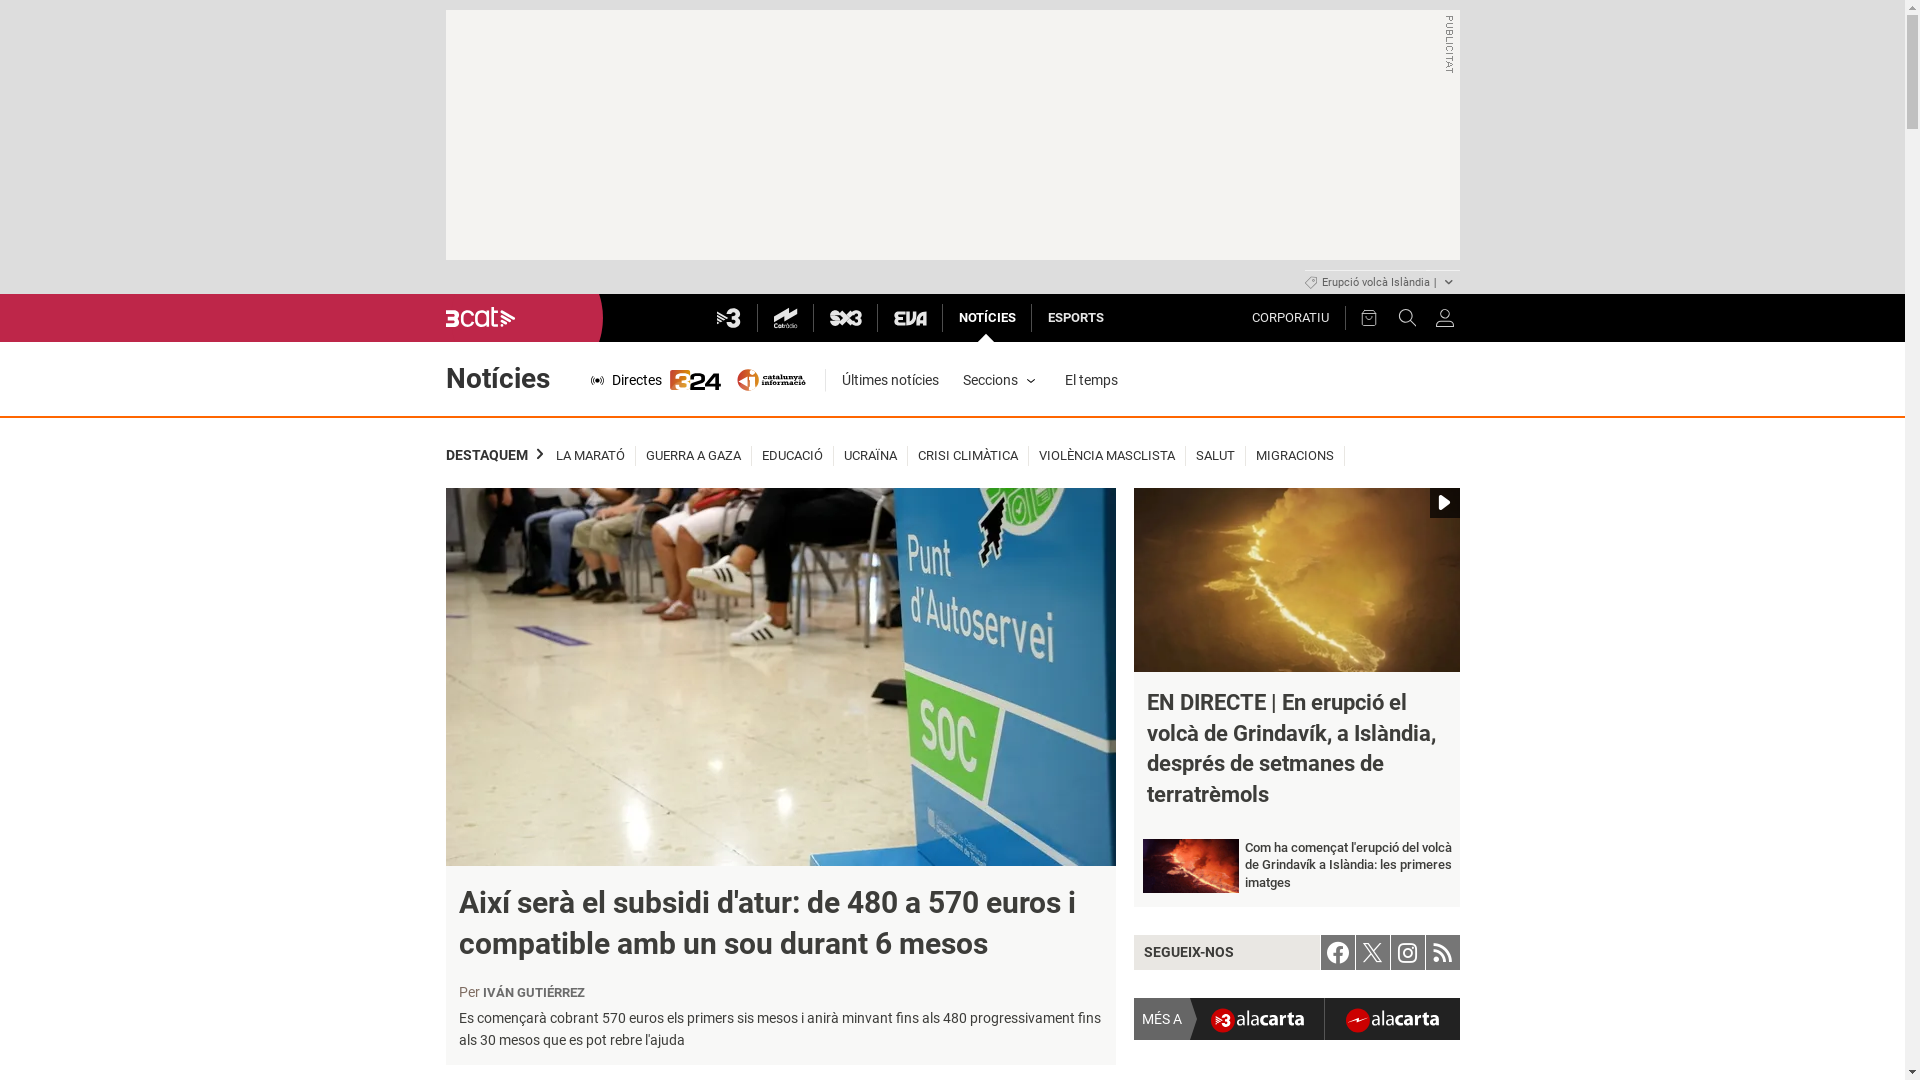 PUBLICITAT
Erupció volcà Islàndia |
3cat
3
Catràdio
SX3
EVA
NOTÍCIES
ESPORTS
CORPORATIU
Notícies
Directes
324
catalunya
informació
Últimes notícies
Seccions
El temps
DESTAQUEM
LA MARATÓ
GUERRA A GAZA
EDUCACIÓ
UCRAÏNA
CRISI CLIMÀTICA
VIOLÈNCIA MASCLISTA
SALUT
MIGRACIONS
Punt
d'Autoservei
SOC
Així serà el subsidi d'atur: de 480 a 570 euros i
compatible amb un sou durant 6 mesos
Per IVÁN GUTIÉRREZ
Es començarà cobrant 570 euros els primers sis mesos i anirà minvant fins als 480 progressivament fins
als 30 mesos que es pot rebre l'ajuda
EN DIRECTE | En erupció el
volcà de Grindavík, a Islàndia,
després de setmanes de
terratrèmols
Com ha començat l'erupció del volcà
de Grindavík a Islàndia: les primeres
imatges
SEGUEIX-NOS
MÉS A
3 alacarta
alacarta